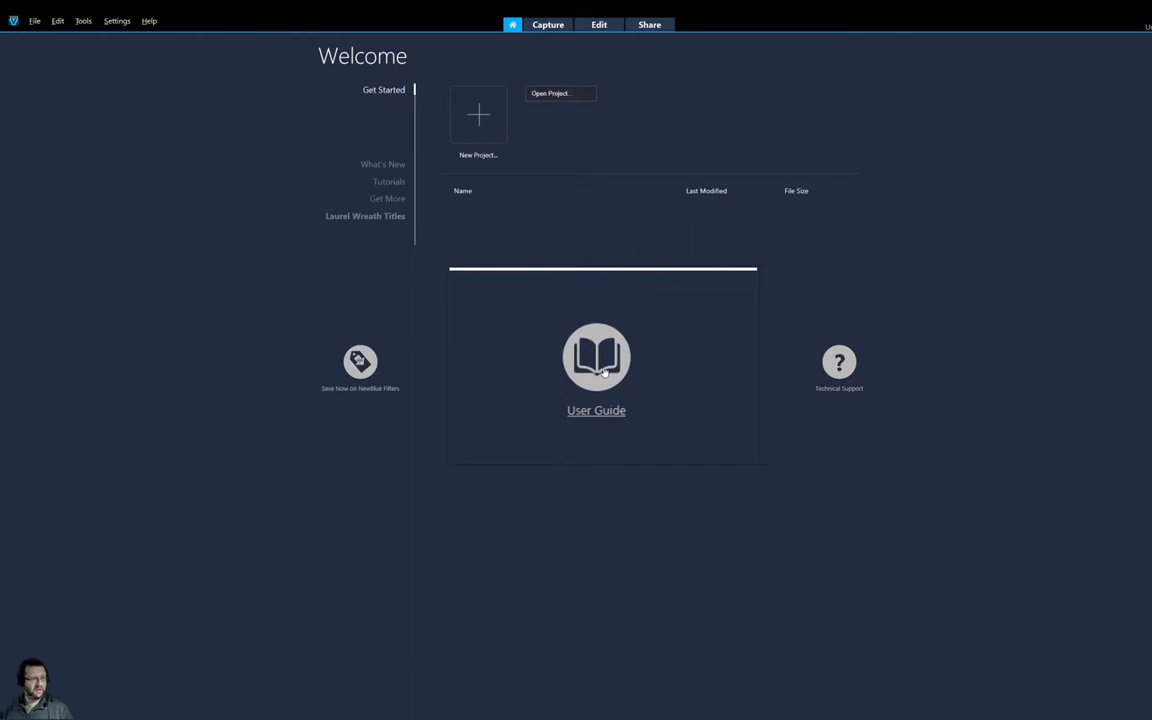 File Edit Tools Settings Help
Capture Edit Share
Welcome
Get Started
Open Project...
New Project...
What's New
Tutorials
Get More
Laurel Wreath Titles
Name Last Modified File Size
User Guide
Save Now on NewBlue Filters
Technical Support